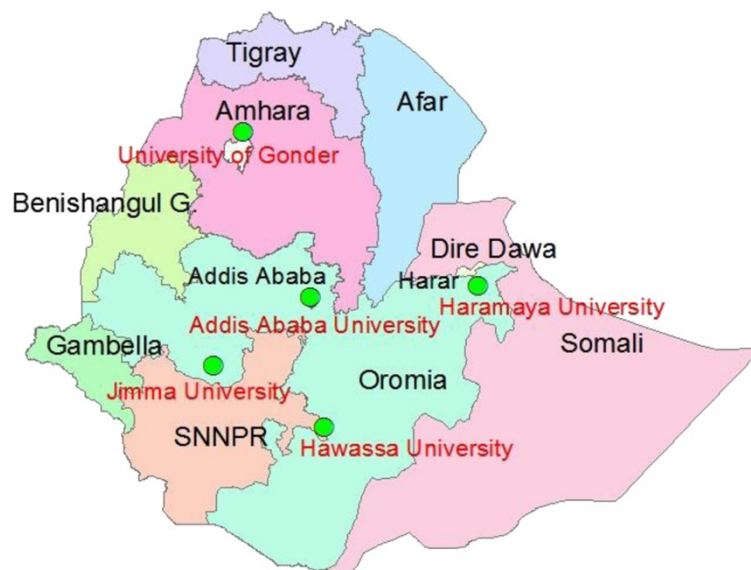 Tigray
Afar
Amhara
University of Gonder
Benishangul G.
Dire Dawa
Addis Ababa
Harar
Haramaya University
Addis Ababa University
Gambella
Somali
Oromia
Jimma University
SNNPR
Hawassa University